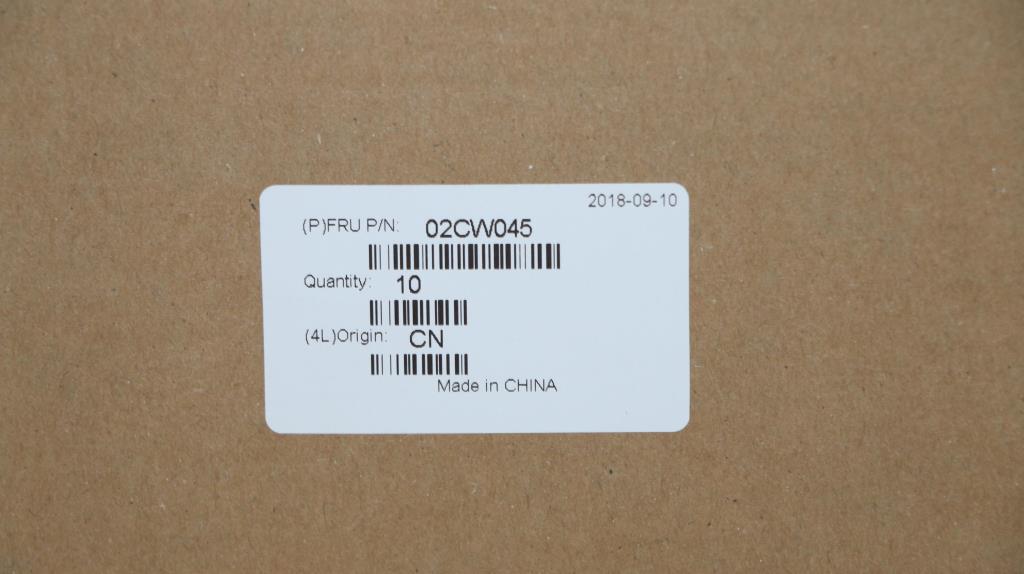 2018-09-10
(P)FRU P/N: 02CW045
Quantity: 10
(4L)Origin: CN
Made in CHINA